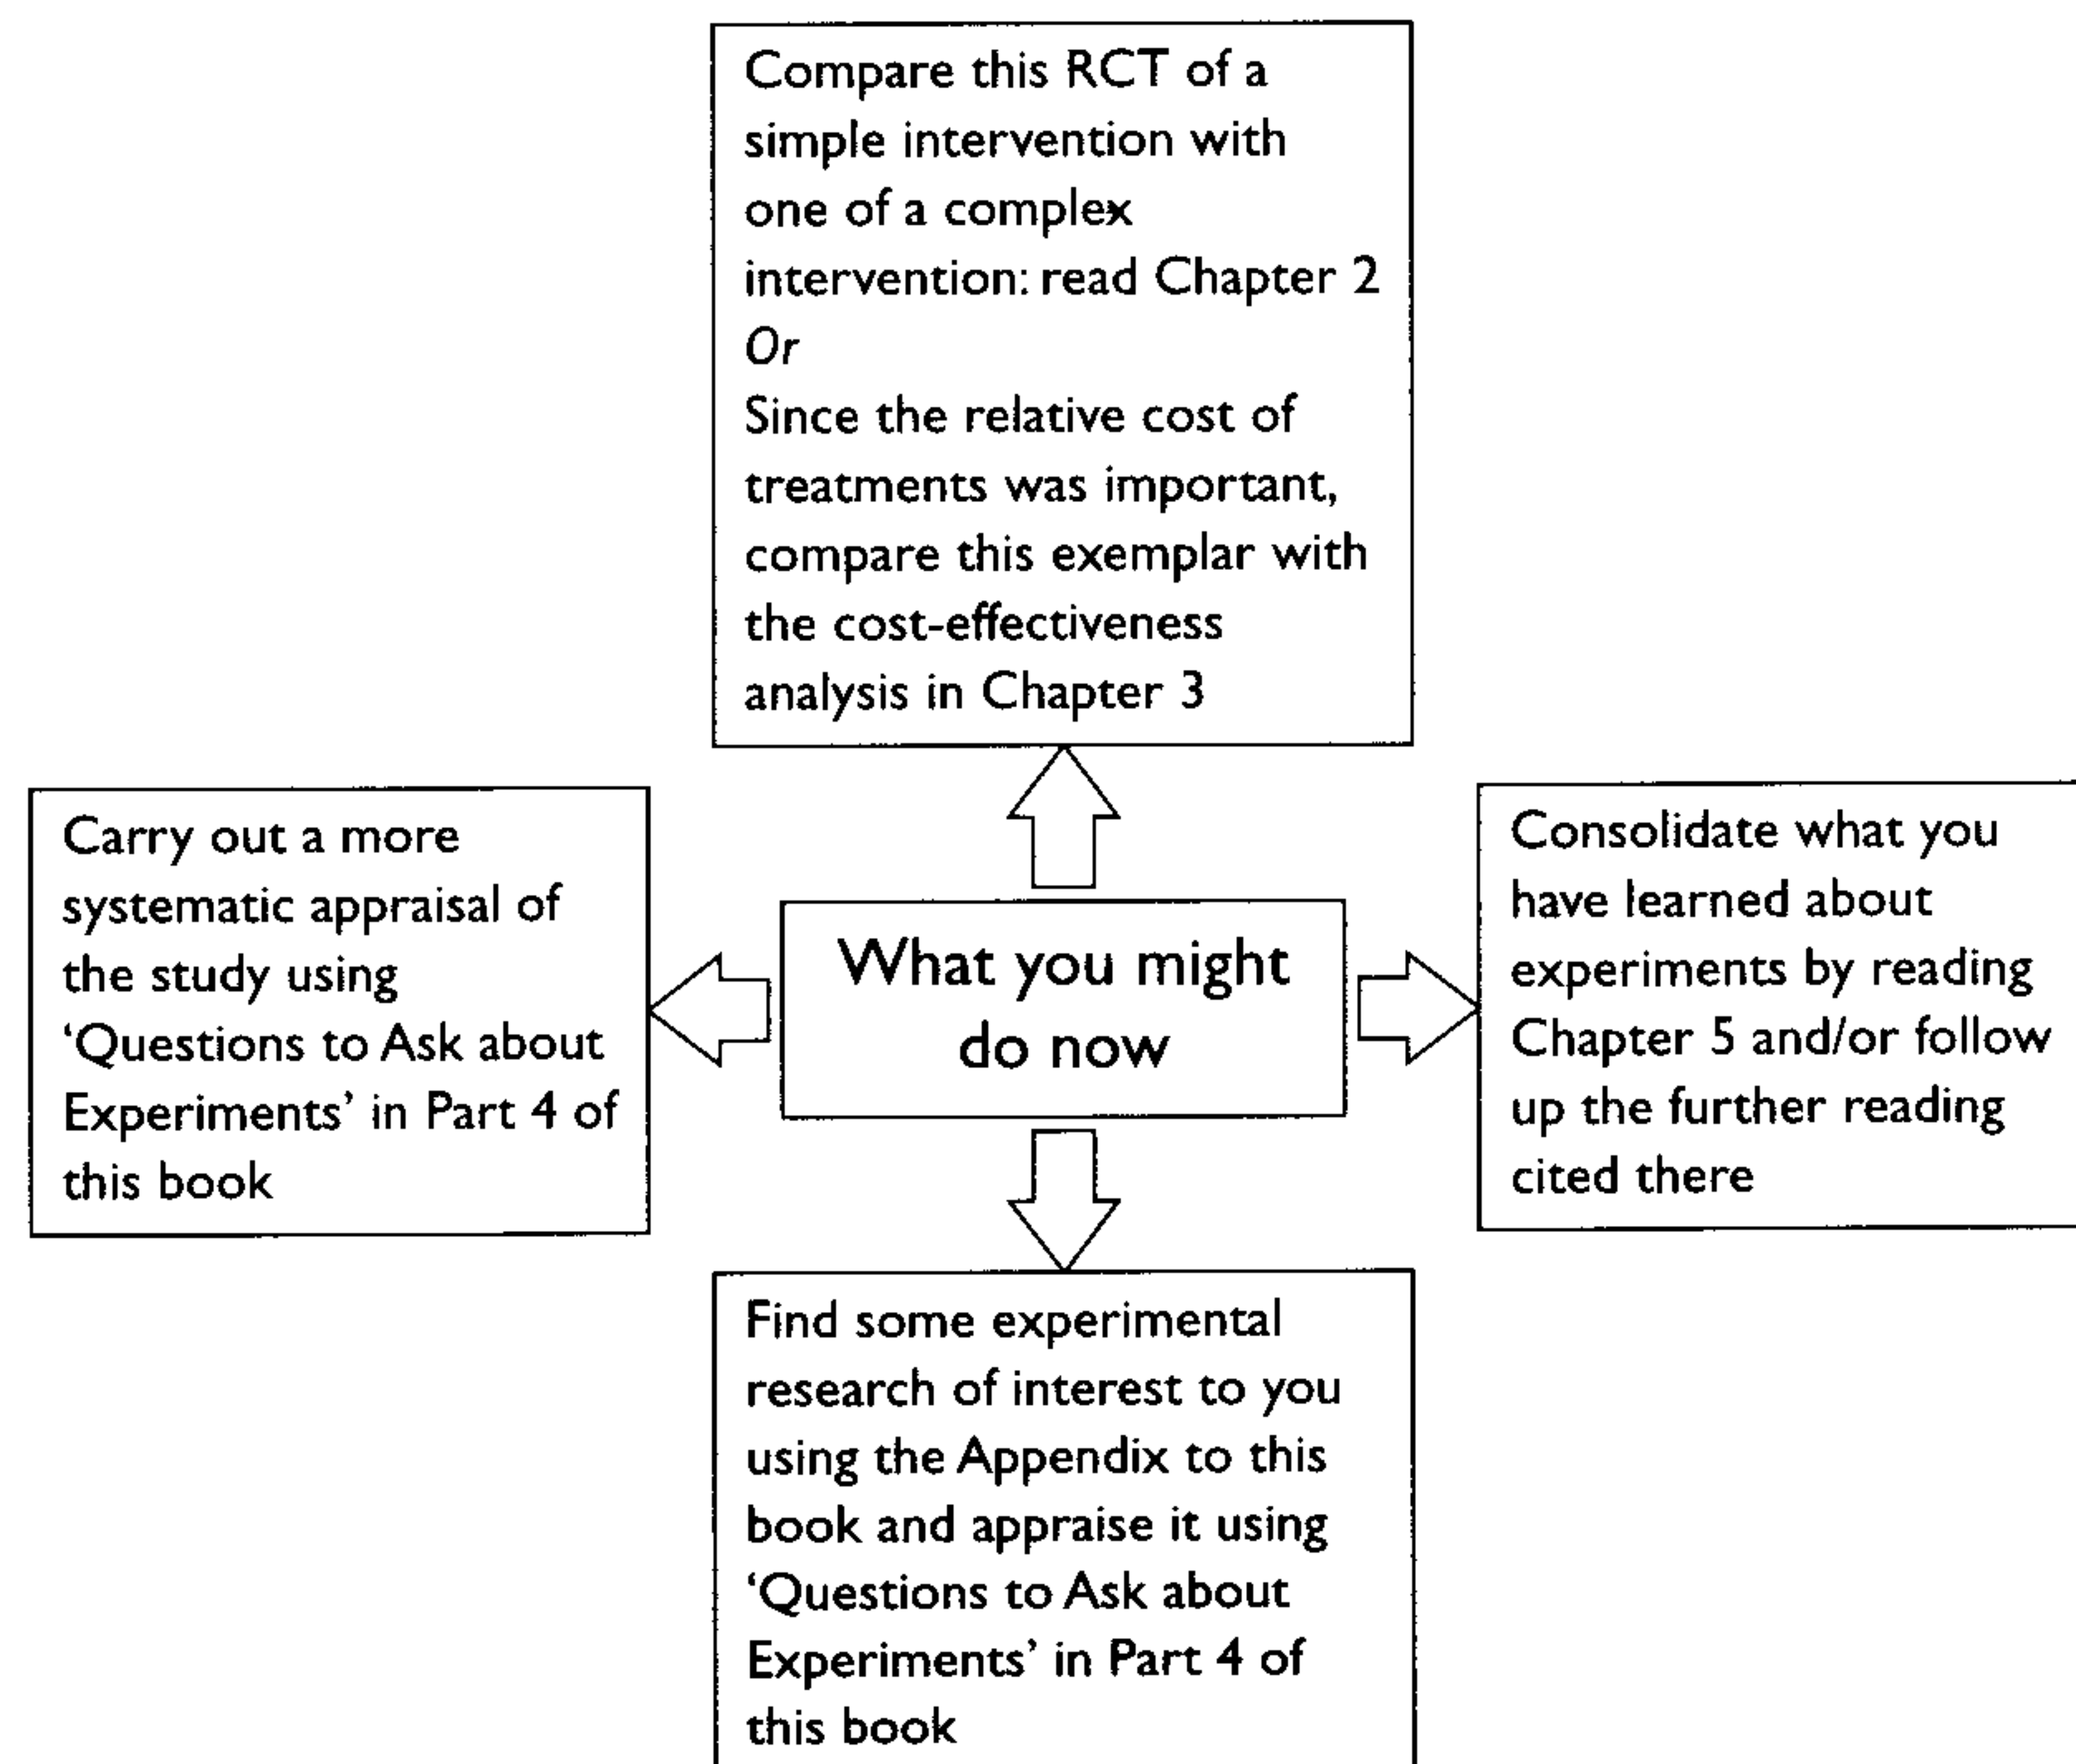 Compare this RCT of a
simple intervention with
one of a complex
intervention: read Chapter 2
Or
Since the relative cost of
treatments was important,
compare this exemplar with
the cost-effectiveness
analysis in Chapter 3
Carry out a more
systematic appraisal of
the study using
‘Questions to Ask about
Experiments’ in Part 4 of
this book
What you might
do now
Consolidate what you
have learned about
experiments by reading
Chapter 5 and/or follow
up the further reading
cited there
Find some experimental
research of interest to you
using the Appendix to this
book and appraise it using
‘Questions to Ask about
Experiments’ in Part 4 of
this book